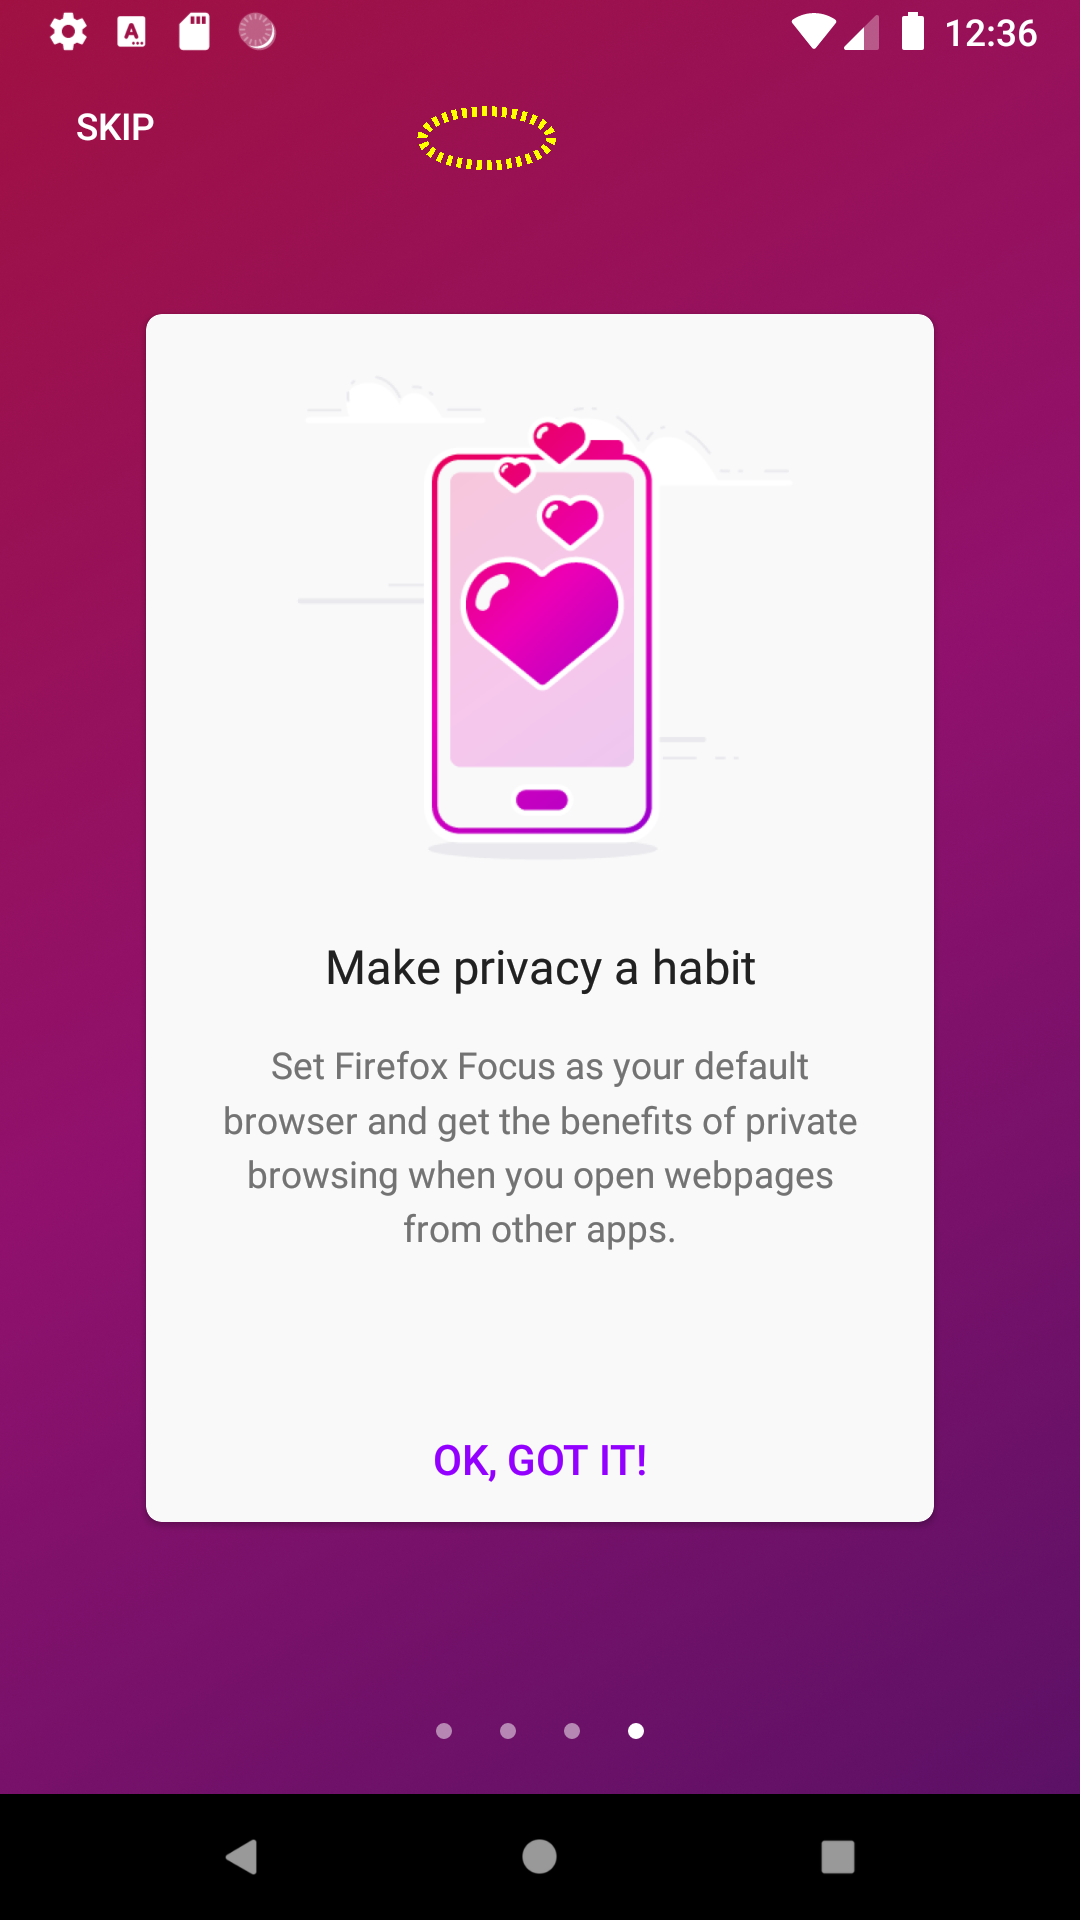 12:36
SKIP
Make privacy a habit
Set Firefox Focus as your default
browser and get the benefits of private
browsing when you open webpages
from other apps.
OK, GOT IT!